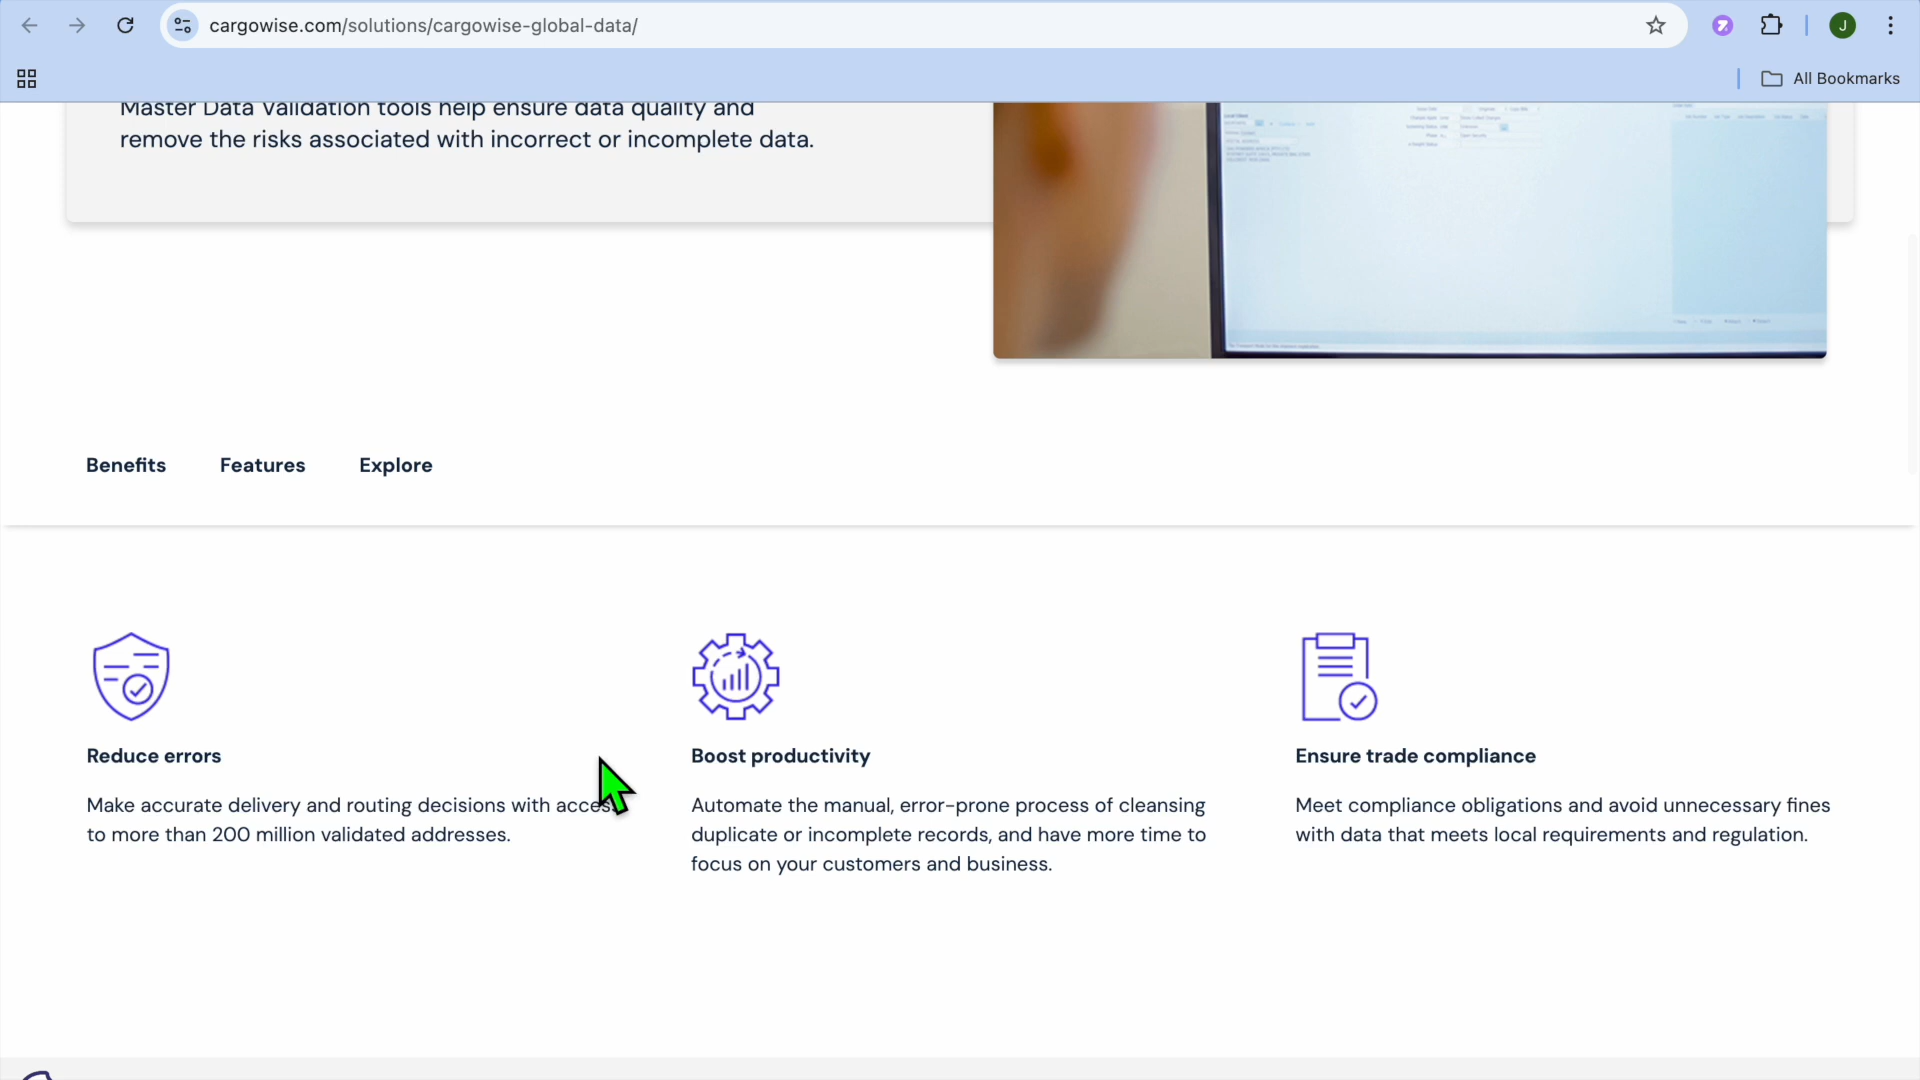 cargowise.com/solutions/cargowise-global-data/
J
All Bookmarks
Master Data Validation tools help ensure data quality and
remove the risks associated with incorrect or incomplete data.
Benefits
Features
Explore
Reduce errors
Make accurate delivery and routing decisions with access
to more than 200 million validated addresses.
Boost productivity
Automate the manual, error-prone process of cleansing
duplicate or incomplete records, and have more time to
focus on your customers and business.
Ensure trade compliance
Meet compliance obligations and avoid unnecessary fines
with data that meets local requirements and regulation.